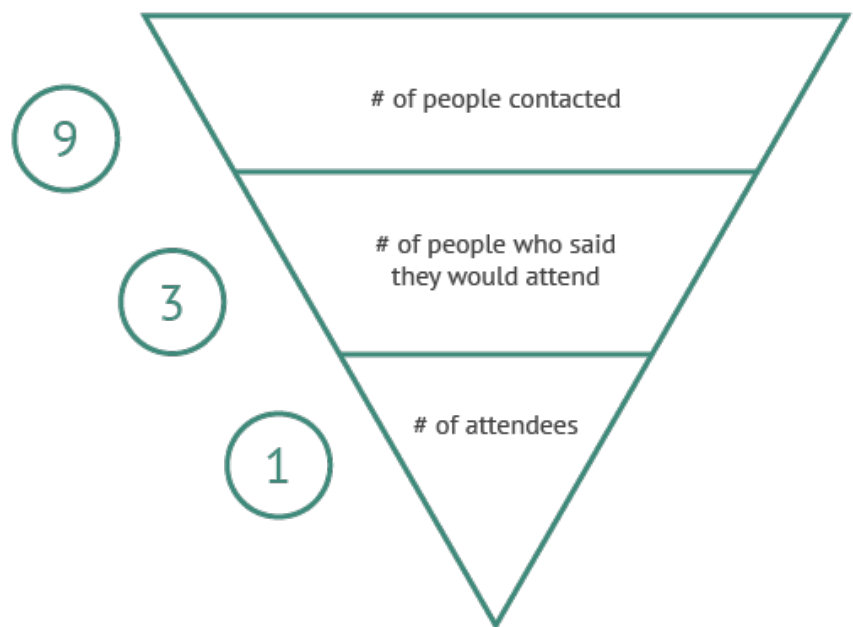 # of people contacted
9
# of people who said
they would attend
3
# of attendees
1